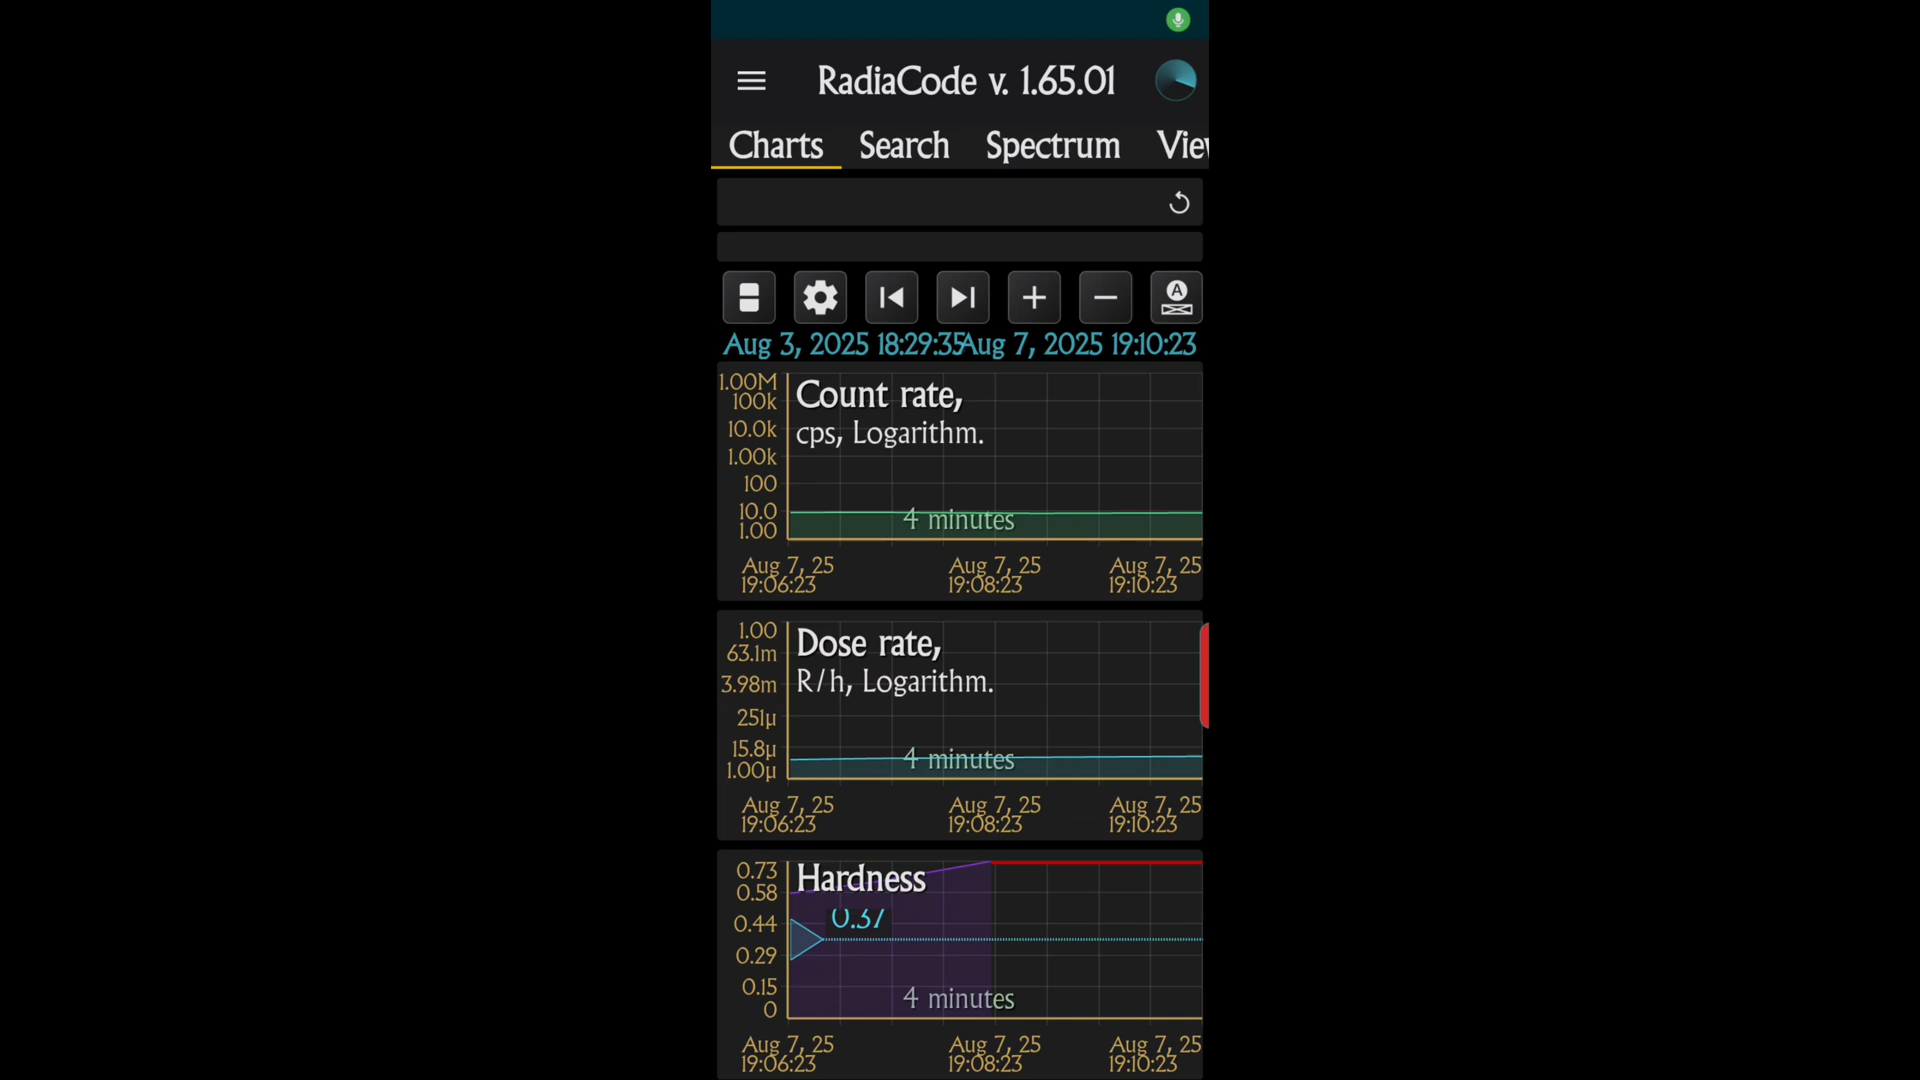 RadiaCode v. 1.65.01
Charts Search Spectrum Vie
A
Aug 3, 2025 18:29:35 Aug 7, 2025 19:10:23
1.00M
100k
10.0k
1.00k
100
10.0
1.00
Count rate,
cps, Logarithm.
4 minutes
Aug 7, 25 Aug 7, 25 Aug 7, 25
19:06:23 19:08:23 19:10:23
1.00
63.1m
3.98m
251µ
15.8µ
1.00µ
Dose rate,
R/h, Logarithm.
4 minutes
Aug 7, 25 Aug 7, 25 Aug 7, 25
19:06:23 19:08:23 19:10:23
0.73
0.58
0.44
0.29
0.15
0
Hardness
0.37
4 minutes
Aug 7, 25 Aug 7, 25 Aug 7, 25
19:06:23 19:08:23 19:10:23